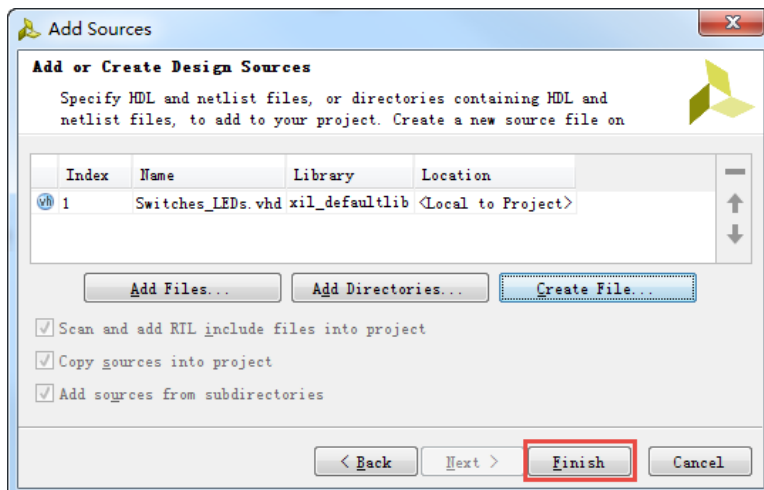 Add Sources
Add or Create Design Sources
Specify HDL and netlist files, or directories containing HDL and
netlist files, to add to your project. Create a new source file on
Index Name Library Location
vh 1 Switches_LEDs.vhd xil_defaultlib <Local to Project>
Add Files... Add Directories... Create File...
Scan and add RTL include files into project
Copy sources into project
Add sources from subdirectories
< Back Next > Finish Cancel